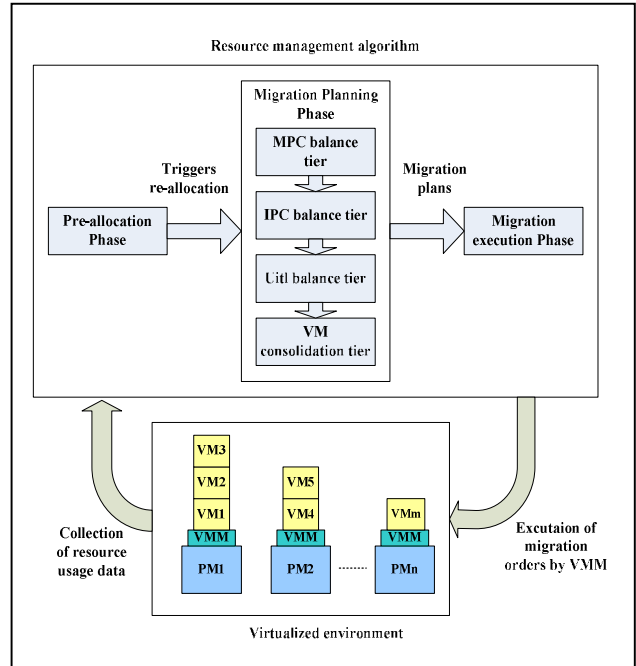 Resource management algorithm
Migration Planning
Phase
MPC balance
tier
Triggers
re-allocation
Migration
plans
Pre-allocation
Phase
IPC balance tier
Migration
execution Phase
Uitl balance tier
VM
consolidation tier
VM3
VM2
VM5
VM1
VM4
VMm
VMM
VMM
VMM
PM1
PM2
PMn
Collection
of resource
usage data
Excutaion of
migration
orders by VMM
Virtualized environment